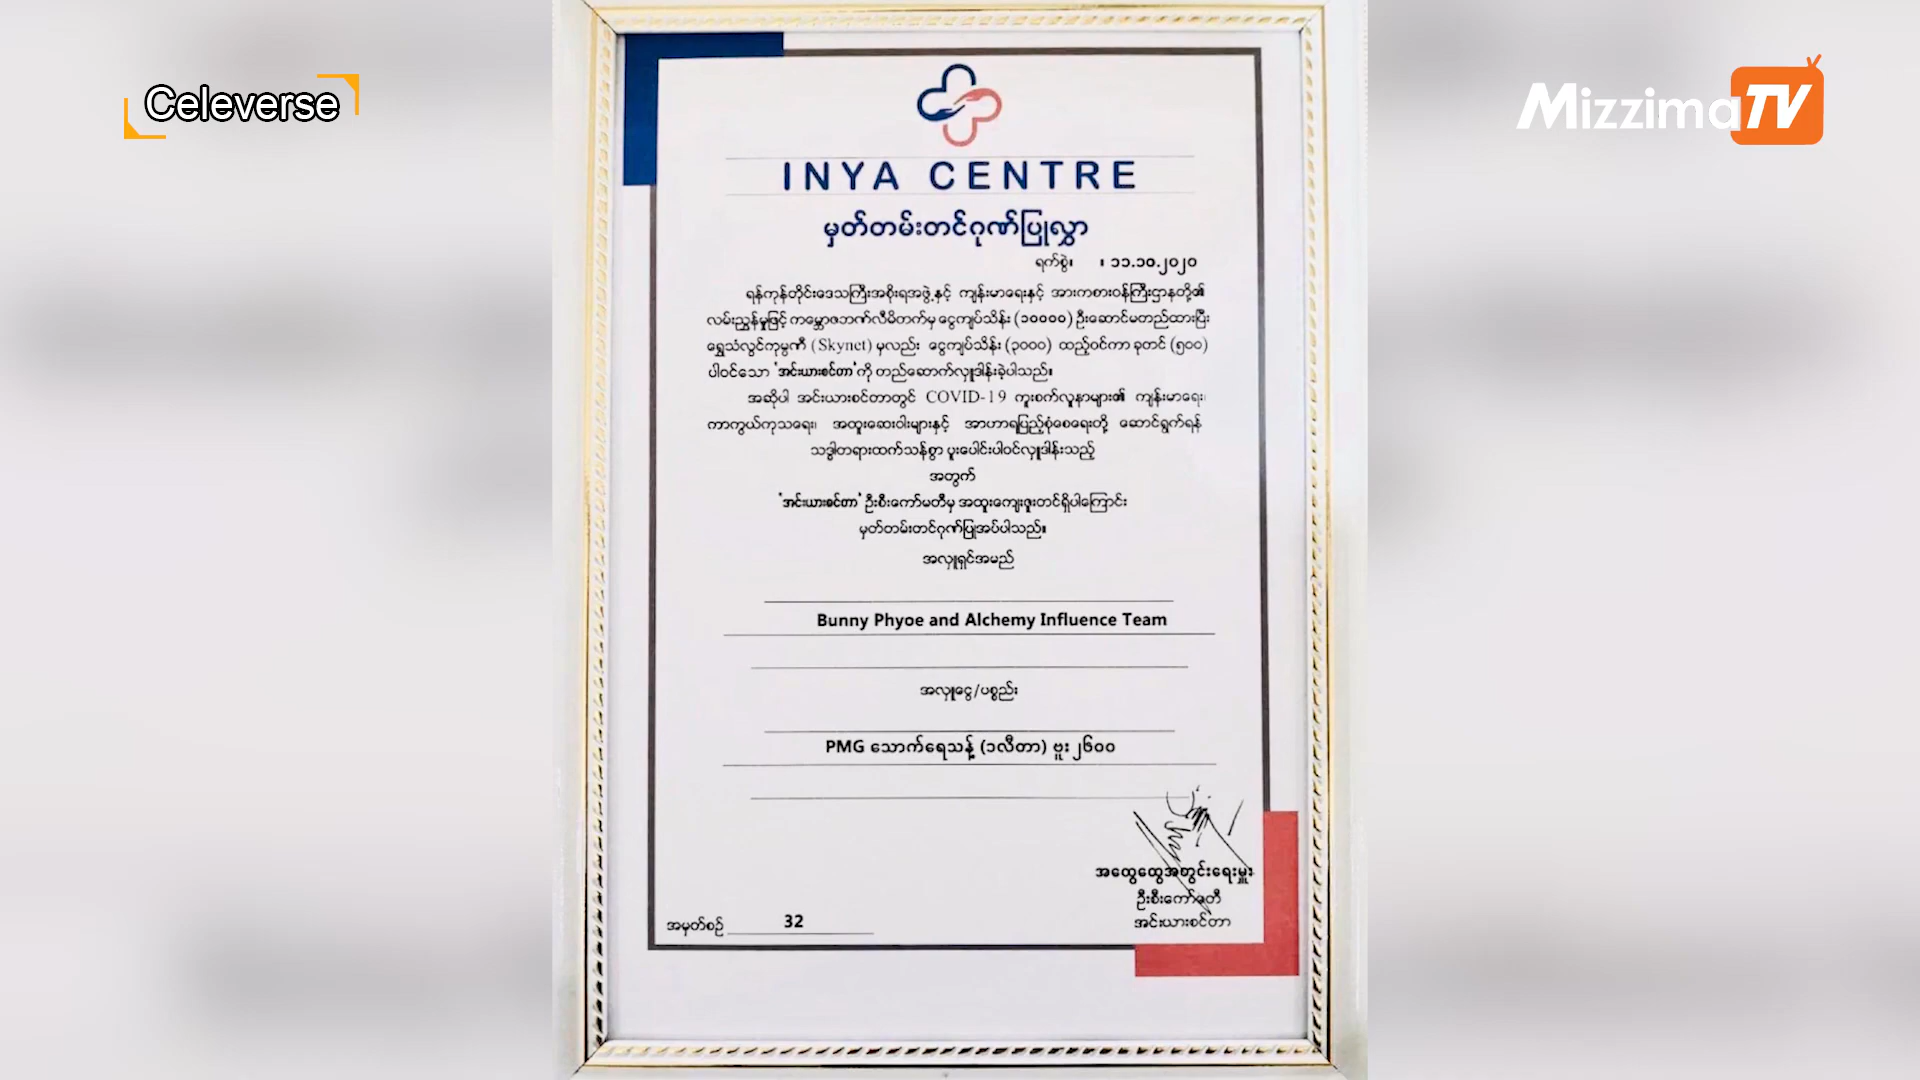 Celeverse
Mizzima TV
INYA CENTRE
မှတ်တမ်းတင်ဂုဏ်ပြုလွှာ
ရက်စွဲ။ ။ ၁၁.၁၀.၂၀၂၀
ရန်ကုန်တိုင်းဒေသကြီးအစိုးရအဖွဲ့နှင့် ကျန်းမာရေးနှင့် အားကစားဝန်ကြီးဌာနတို့၏
လမ်းညွှန်မှုဖြင့် ကမ္ဘောဇဘဏ်လီမိတက်မှ ငွေကျပ်သိန်း (၁၀၀၀၀) ဦးဆောင်မတည်ထားပြီး
ရွှေသံလွင်ကုမ္ပဏီ (Skynet) မှလည်း ငွေကျပ်သိန်း (၃၀၀၀) ထည့်ဝင်ကာ ခုတင် (၅၀၀)
ပါဝင်သော 'အင်းယားစင်တာ'ကို တည်ဆောက်လှူဒါန်းခဲ့ပါသည်။
အဆိုပါ အင်းယားစင်တာတွင် COVID-19 ကူးစက်လူနာများ၏ ကျန်းမာရေး၊
ကာကွယ်ကုသရေး၊ အထူးဆေးဝါးများနှင့် အာဟာရပြည့်စုံစေရေးတို့ ဆောင်ရွက်ရန်
သဒ္ဓါတရားထက်သန်စွာ ပူးပေါင်းပါဝင်လှူဒါန်းသည့်
အတွက်
'အင်းယားစင်တာ' ဦးစီးကော်မတီမှ အထူးကျေးဇူးတင်ရှိပါကြောင်း
မှတ်တမ်းတင်ဂုဏ်ပြုအပ်ပါသည်။
အလှူရှင်အမည်
Bunny Phyoe and Alchemy Influence Team
အလှူငွေ/ပစ္စည်း
PMG သောက်ရေသန့် (၁လီတာ) ဗူး ၂၆၀၀
အထွေထွေအတွင်းရေးမှူး
ဦးစီးကော်မတီ
အင်းယားစင်တာ
အမှတ်စဉ် 32